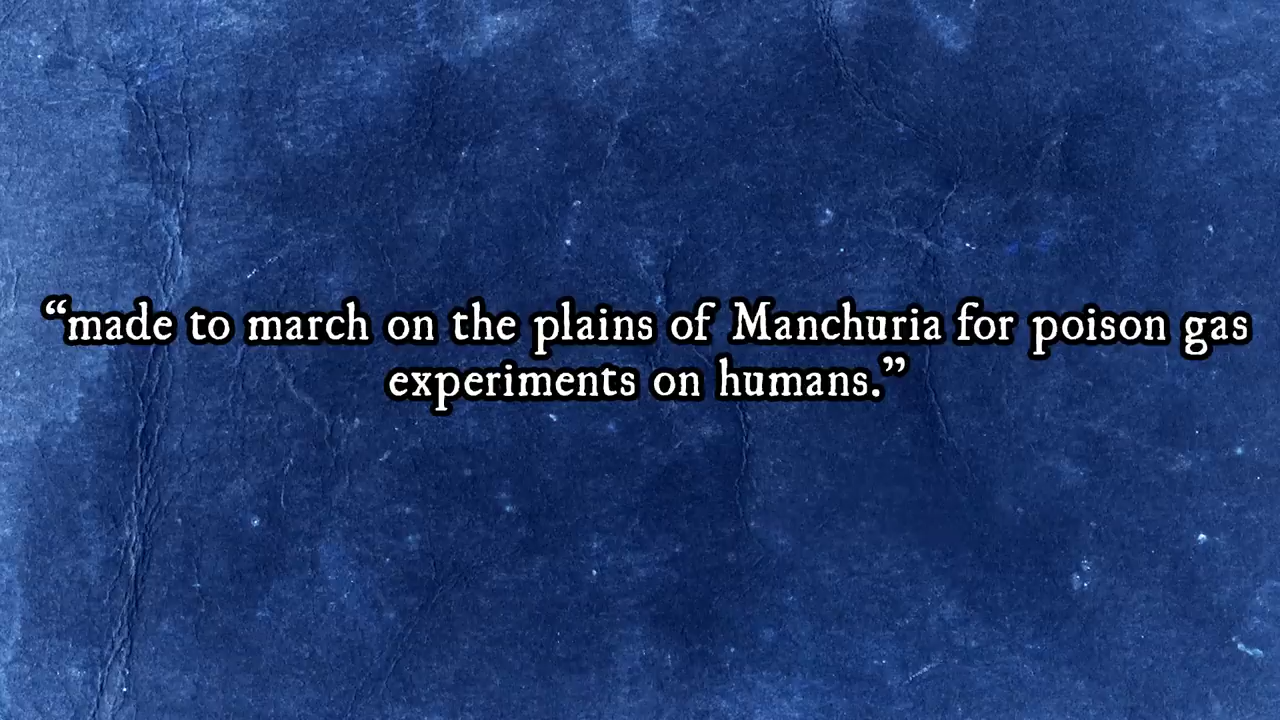 “made to march on the plains of Manchuria for poison gas
experiments on humans.”